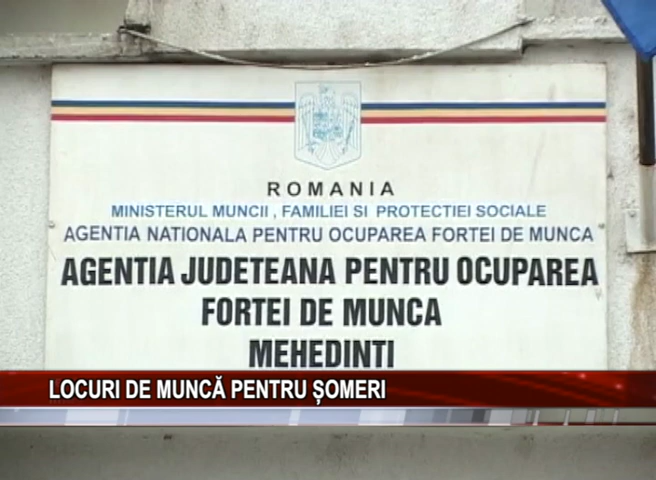 ROMANIA
MINISTERUL MUNCII, FAMILIEI SI PROTECTIEI SOCIALE
AGENTIA NATIONALA PENTRU OCUPAREA FORTEI DE MUNCA
AGENTIA JUDETEANA PENTRU OCUPAREA
FORTEI DE MUNCA
MEHEDINTI
LOCURI DE MUNCĂ PENTRU ȘOMERI